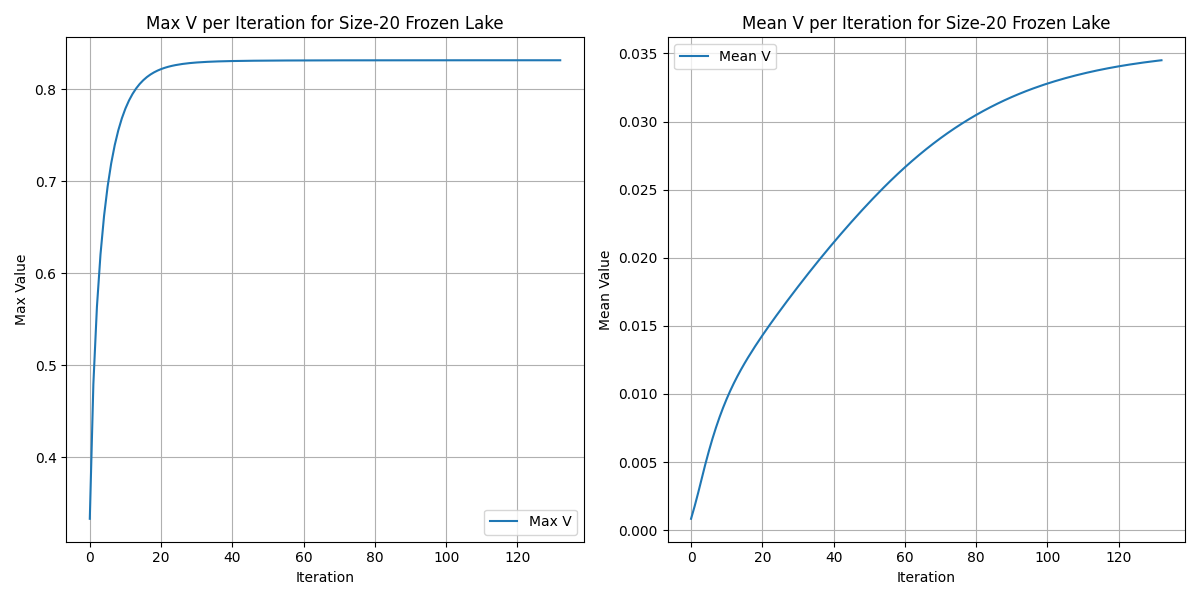 Max V per Iteration for Size-20 Frozen Lake
Max Value
0.8
0.7
0.6
0.5
0.4
Max V
0 20 40 60 80 100 120
Iteration
Mean V per Iteration for Size-20 Frozen Lake
Mean V
Mean Value
0.035
0.030
0.025
0.020
0.015
0.010
0.005
0.000
0 20 40 60 80 100 120
Iteration